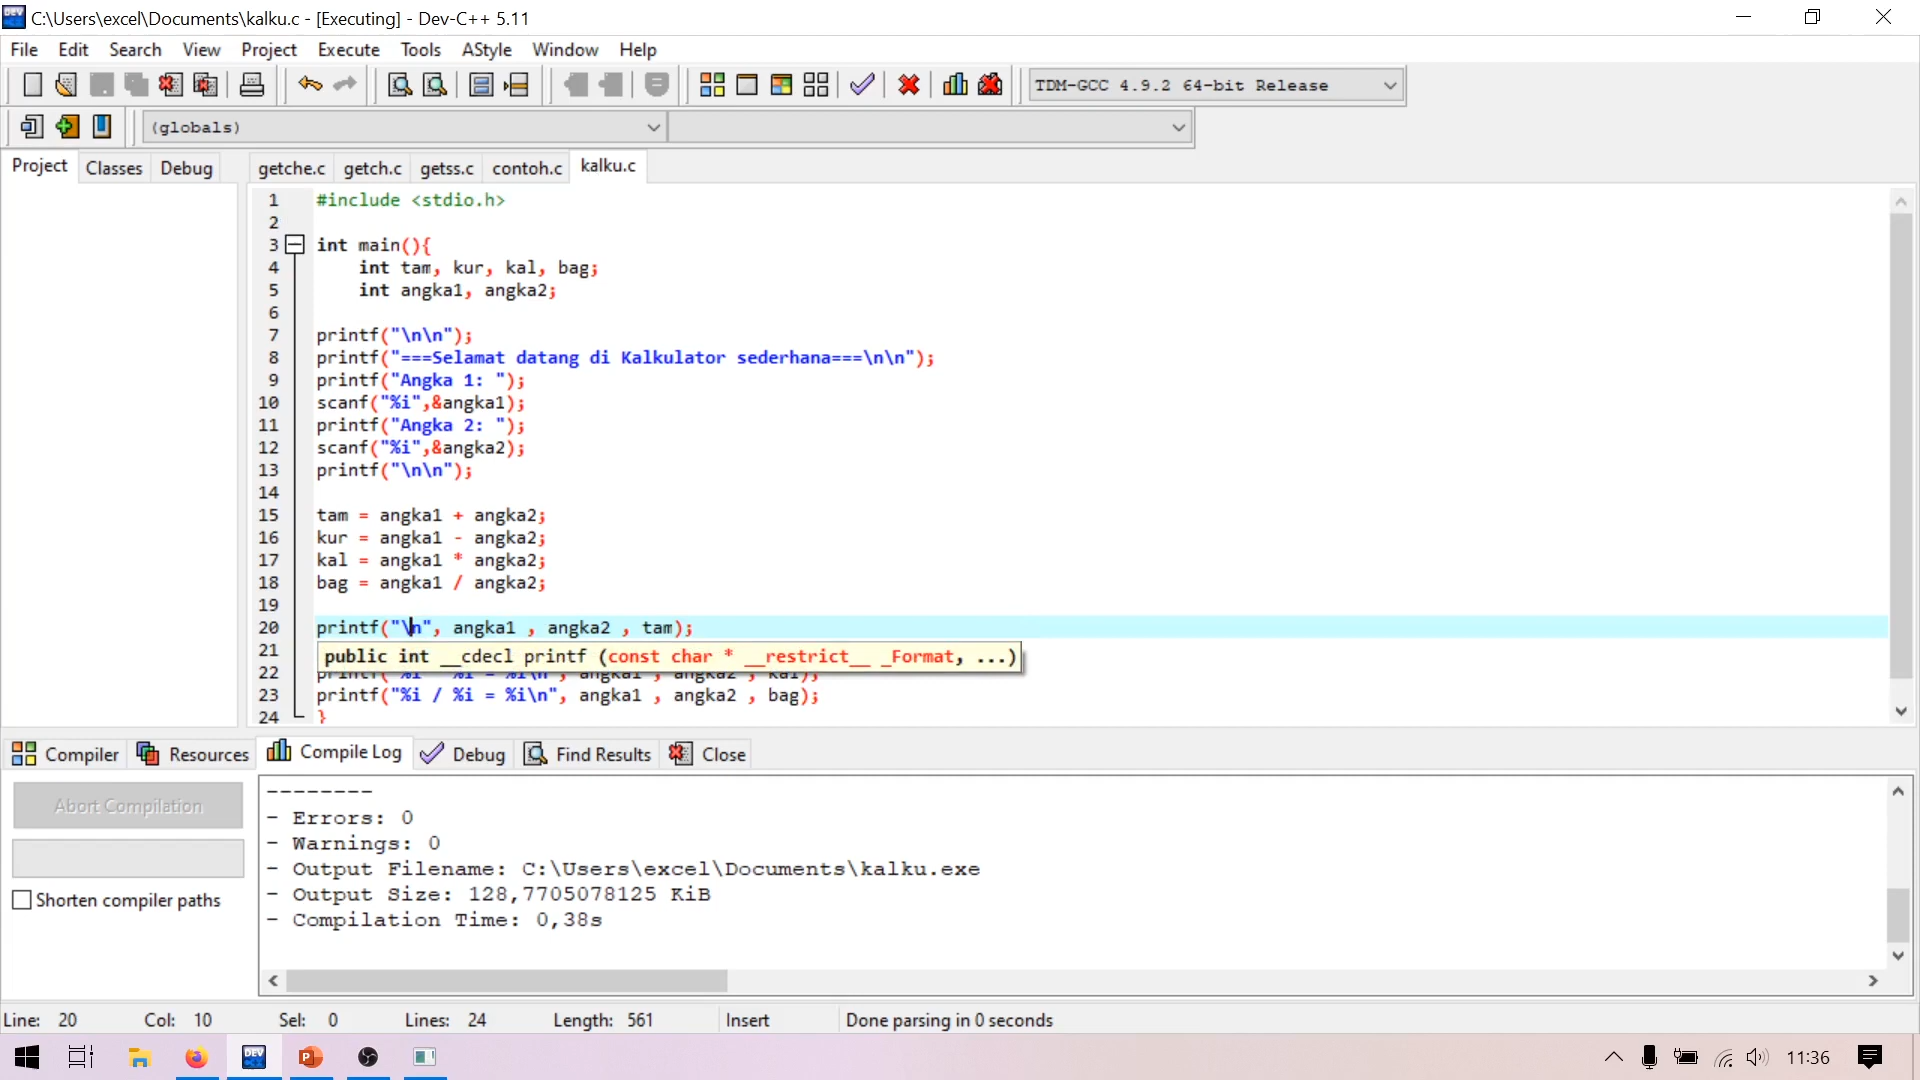 C:\Users\excel\Documents\kalku.c - [Executing] - Dev-C++ 5.11
File Edit Search View Project Execute Tools AStyle Window Help
TDM-GCC 4.9.2 64-bit Release
(globals)
Project Classes Debug getche.c getch.c getss.c contoh.c kalku.c
1 #include <stdio.h>
2
3 int main(){
4 int tam, kur, kal, bag;
5 int angka1, angka2;
6
7 printf("\n\n");
8 printf("===Selamat datang di Kalkulator sederhana===\n\n");
9 printf("Angka 1: ");
10 scanf("%i",&angka1);
11 printf("Angka 2: ");
12 scanf("%i",&angka2);
13 printf("\n\n");
14
15 tam = angka1 + angka2;
16 kur = angka1 - angka2;
17 kal = angka1 * angka2;
18 bag = angka1 / angka2;
19
20 printf("\n", angka1 , angka2 , tam);
21 public int __cdecl printf (const char * __restrict__ _Format, ...)
22 printf("%i %i = %i\n", angka1 , angka2 , kal);
23 printf("%i / %i = %i\n", angka1 , angka2 , bag);
24 }
Compiler Resources Compile Log Debug Find Results Close
Abort Compilation
Shorten compiler paths
--------
- Errors: 0
- Warnings: 0
- Output Filename: C:\Users\excel\Documents\kalku.exe
- Output Size: 128,7705078125 KiB
- Compilation Time: 0,38s
Line: 20 Col: 10 Sel: 0 Lines: 24 Length: 561 Insert Done parsing in 0 seconds
DEV
11:36